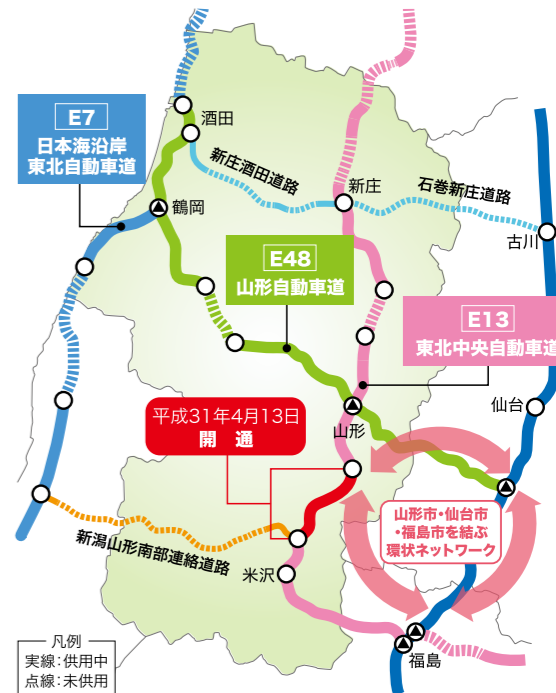 E7
日本海沿岸
東北自動車道
酒田
新庄酒田道路
新庄
石巻新庄道路
古川
鶴岡
E48
山形自動車道
E13
東北中央自動車道
仙台
山形
平成31年4月13日
開 通
山形市・仙台市
・福島市を結ぶ
環状ネットワーク
新潟山形南部連絡道路
米沢
福島
凡例
実線:供用中
点線:未供用